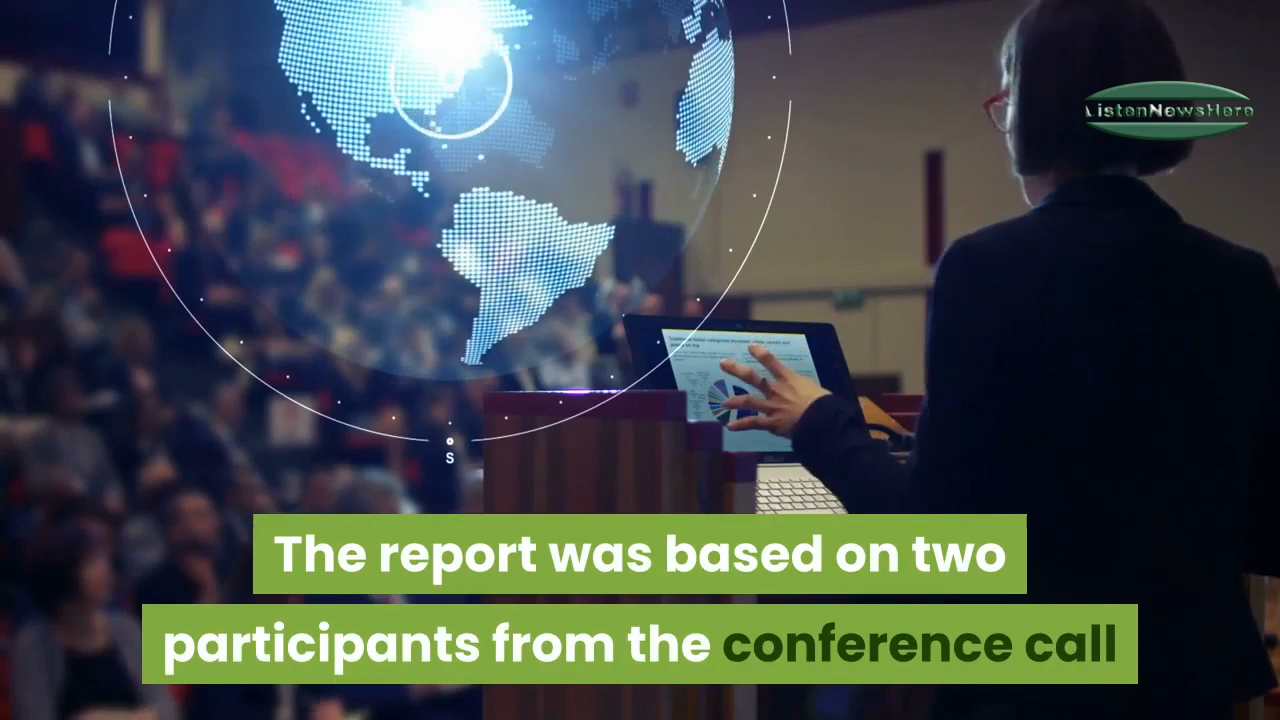 ListenNewsHere
S
The report was based on two
participants from the conference call